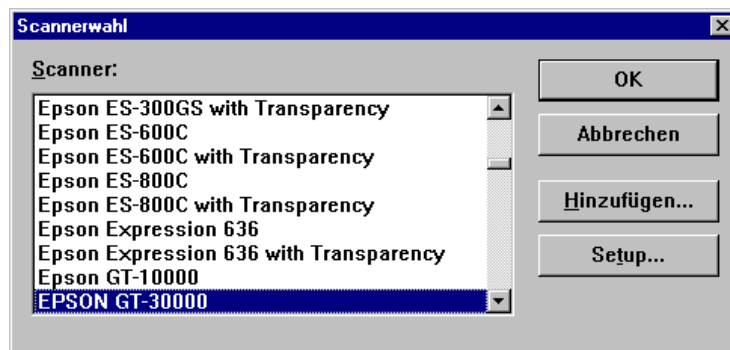 Scannerwahl
Scanner:
Epson ES-300GS with Transparency
Epson ES-600C
Epson ES-600C with Transparency
Epson ES-800C
Epson ES-800C with Transparency
Epson Expression 636
Epson Expression 636 with Transparency
Epson GT-10000
EPSON GT-30000
OK
Abbrechen
Hinzufügen...
Setup...